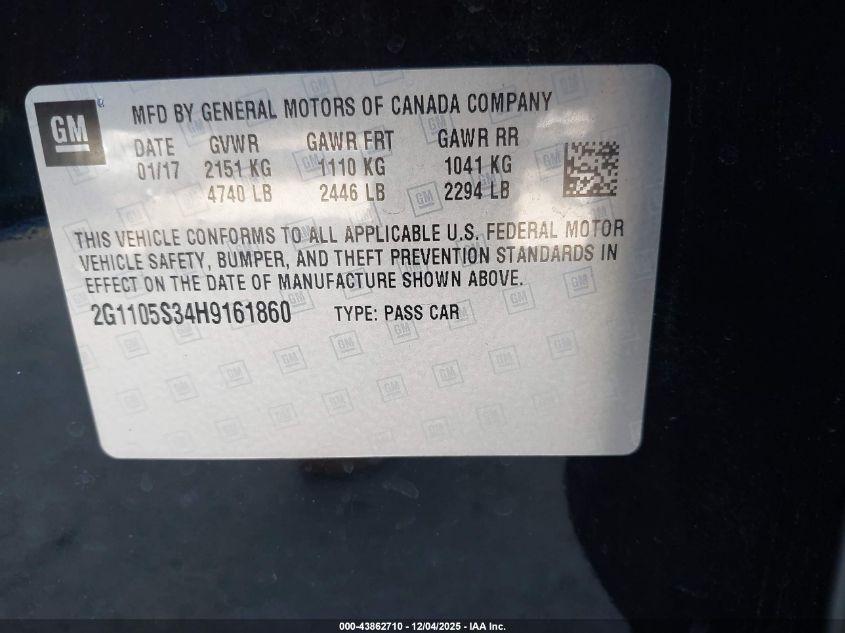 GM
MFD BY GENERAL MOTORS OF CANADA COMPANY
DATE GVWR GAWR FRT GAWR RR
01/17 2151 KG 1110 KG 1041 KG
4740 LB 2446 LB 2294 LB
THIS VEHICLE CONFORMS TO ALL APPLICABLE U.S. FEDERAL MOTOR
VEHICLE SAFETY, BUMPER, AND THEFT PREVENTION STANDARDS IN
EFFECT ON THE DATE OF MANUFACTURE SHOWN ABOVE.
2G1105S34H9161860 TYPE: PASS CAR
000-43862710 - 12/04/2025 - IAA Inc.